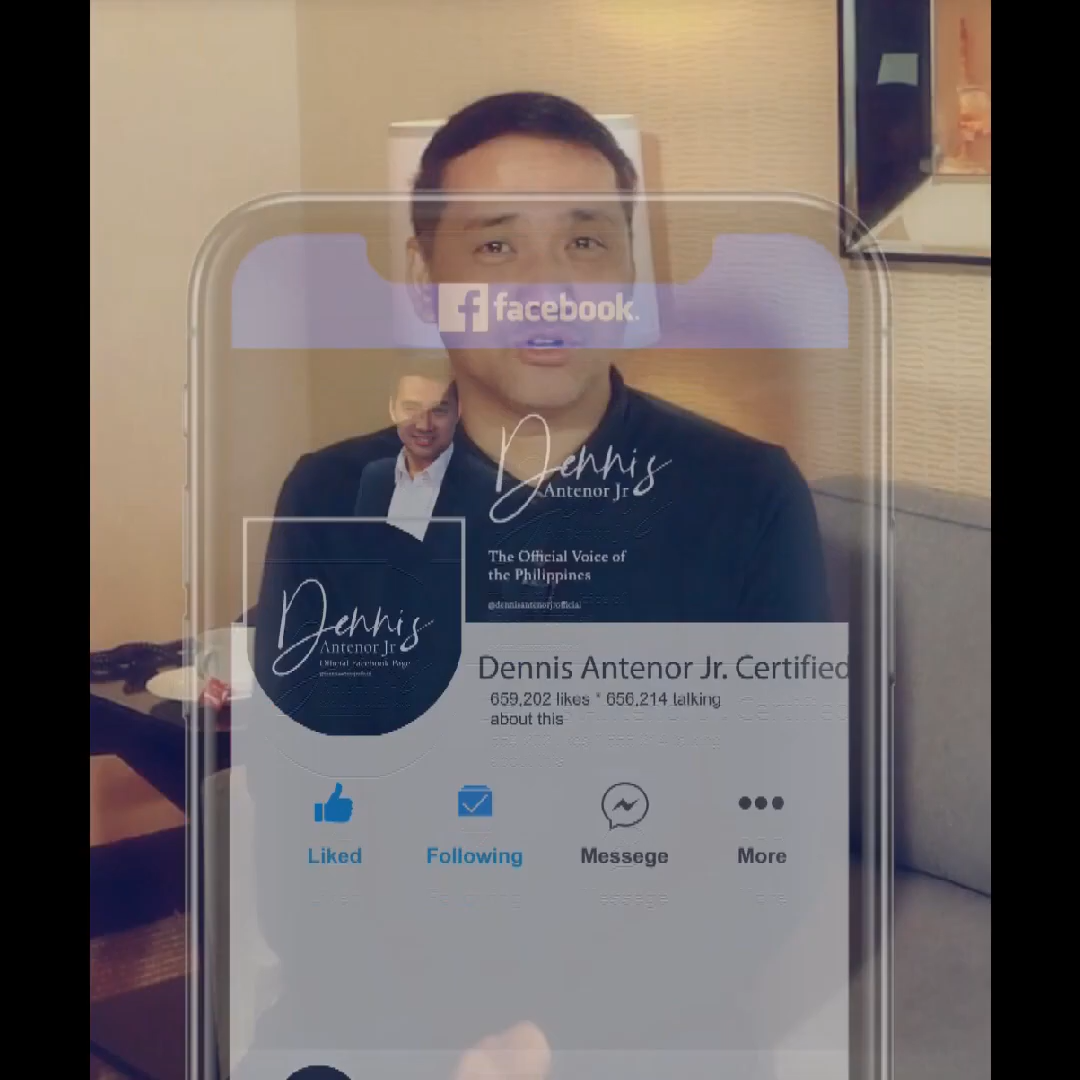 facebook.
Dennis
Antenor Jr
The Official Voice of
the Philippines
@dennisantenorjrofficial
Dennis
Antenor Jr
Official Facebook Page
Dennis Antenor Jr. Certified
659,202 likes * 656,214 talking
about this
Liked
Following
Messege
More